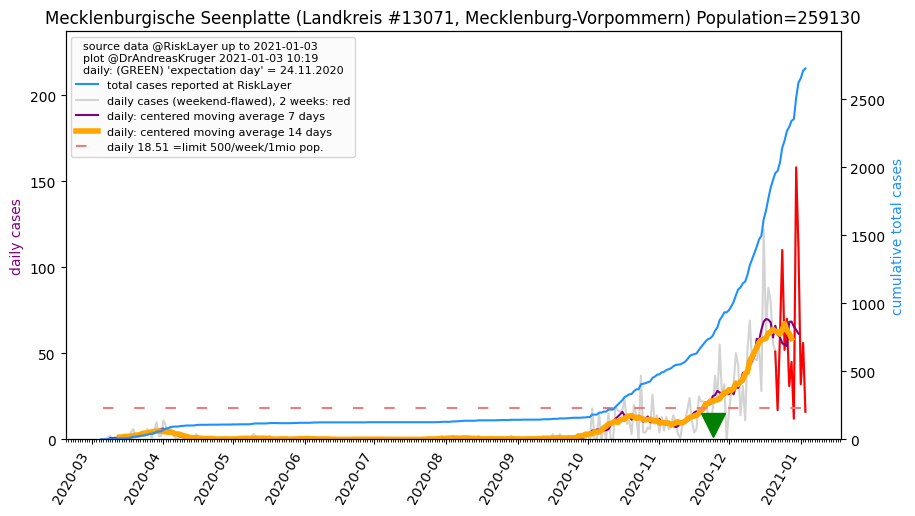 Mecklenburgische Seenplatte (Landkreis #13071, Mecklenburg-Vorpommern) Population=259130
source data @RiskLayer up to 2021-01-03
plot @DrAndreasKruger 2021-01-03 10:19
daily: (GREEN) 'expectation day' = 24.11.2020
total cases reported at RiskLayer
daily cases (weekend-flawed), 2 weeks: red
daily: centered moving average 7 days
daily: centered moving average 14 days
daily 18.51 =limit 500/week/1mio pop.
daily cases
200
150
100
50
0
cumulative total cases
2500
2000
1500
1000
500
0
2020-03
2020-04
2020-05
2020-06
2020-07
2020-08
2020-09
2020-10
2020-11
2020-12
2021-01